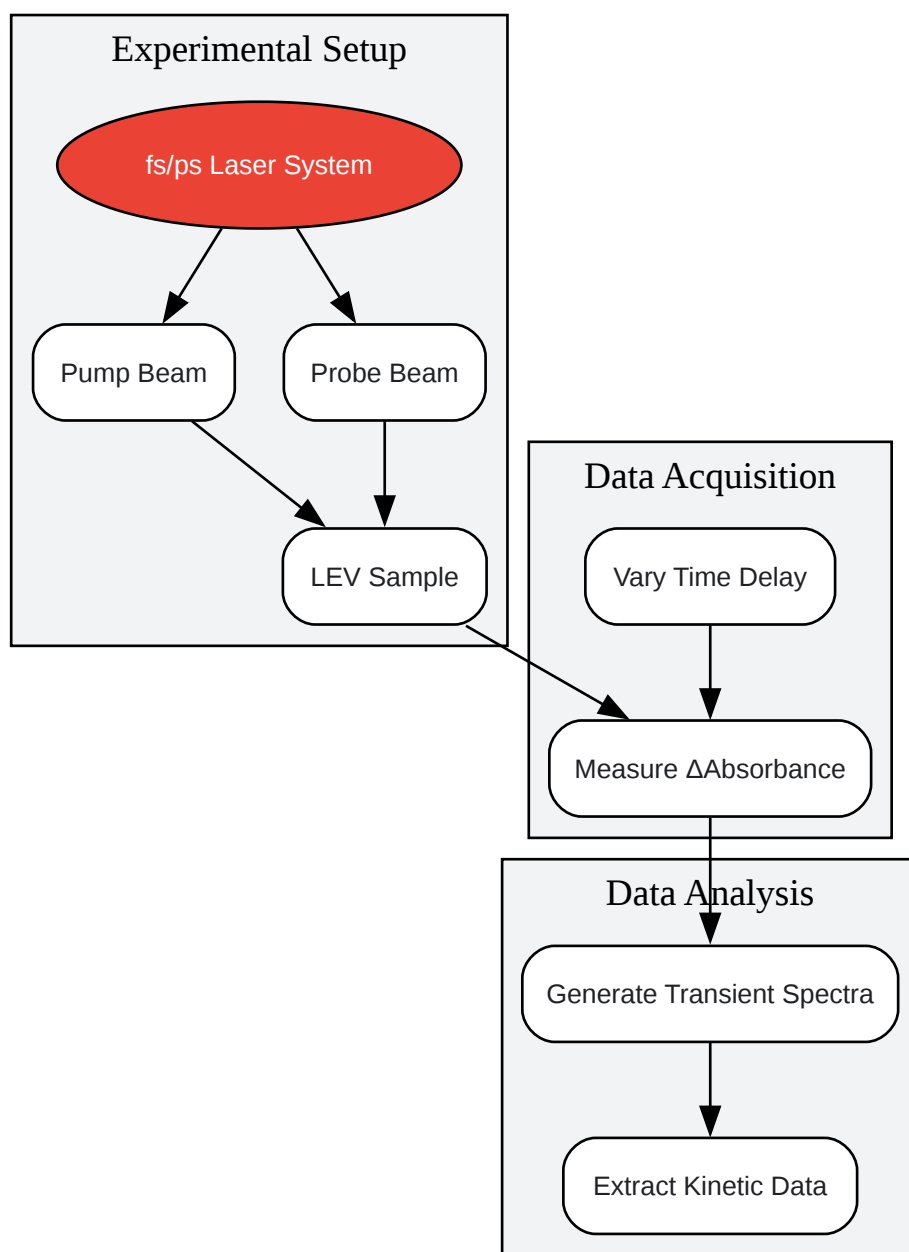 Experimental Setup
fs/ps Laser System
Pump Beam
Probe Beam
LEV Sample
Data Acquisition
Vary Time Delay
Measure ΔAbsorbance
Data Analysis
Generate Transient Spectra
Extract Kinetic Data